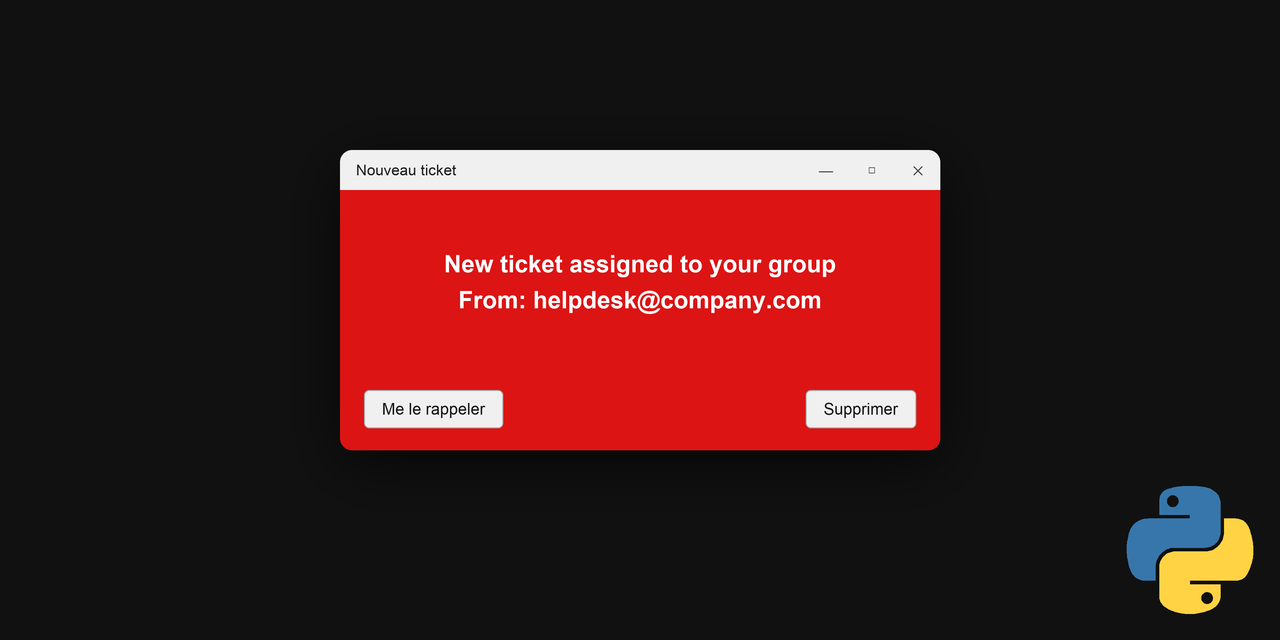 Nouveau ticket
New ticket assigned to your group
From: helpdesk@company.com
Me le rappeler
Supprimer